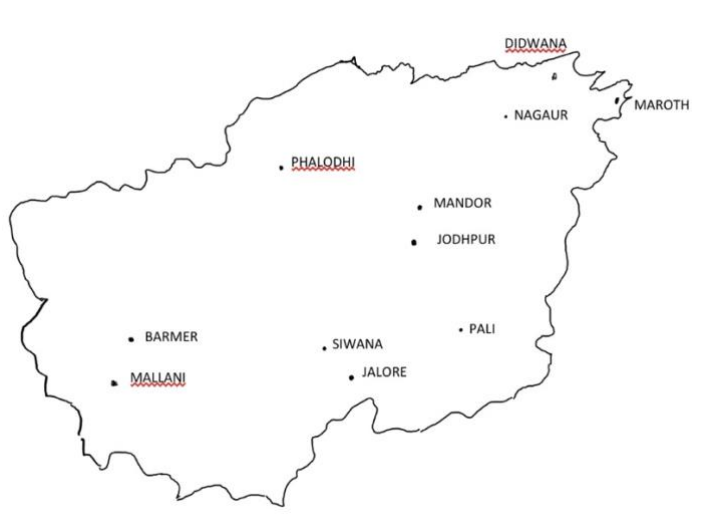 DIDWANA
MAROTH
NAGAUR
PHALODHI
MANDOR
JODHPUR
PALI
BARMER
SIWANA
JALORE
MALLANI